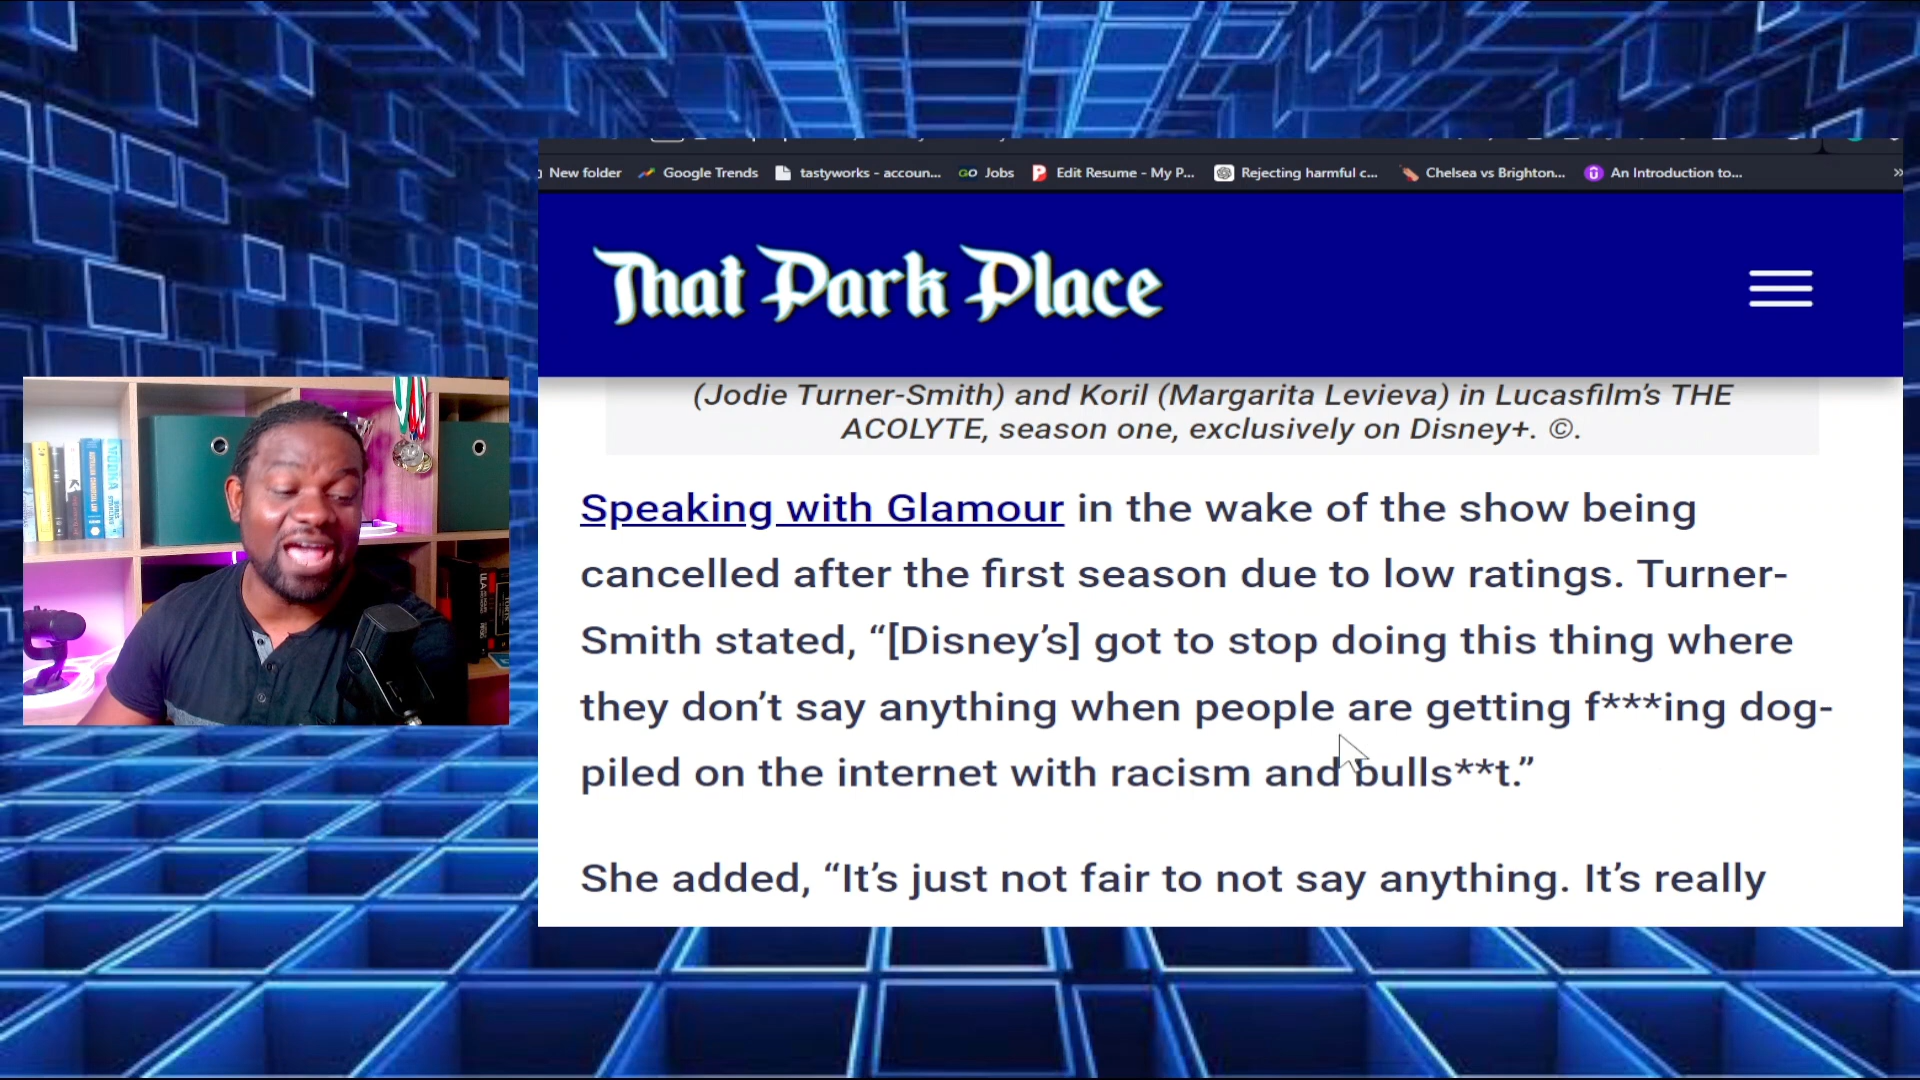 New folder Google Trends tastyworks - accoun... GO Jobs Edit Resume - My P... Rejecting harmful c... Chelsea vs Brighton... An Introduction to... »
That Park Place
(Jodie Turner-Smith) and Koril (Margarita Levieva) in Lucasfilm's THE
ACOLYTE, season one, exclusively on Disney+. ©.
Speaking with Glamour in the wake of the show being
cancelled after the first season due to low ratings. Turner-
Smith stated, “[Disney’s] got to stop doing this thing where
they don’t say anything when people are getting f***ing dog-
piled on the internet with racism and bulls**t.”
She added, “It’s just not fair to not say anything. It’s really